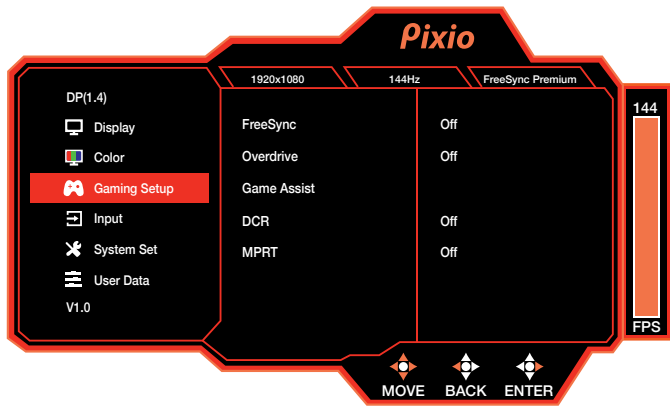 Pixio
1920x1080 144Hz FreeSync Premium
DP(1.4)
Display
Color
Gaming Setup
Input
System Set
User Data
V1.0
FreeSync Off
Overdrive Off
Game Assist
DCR Off
MPRT Off
144
FPS
MOVE BACK ENTER